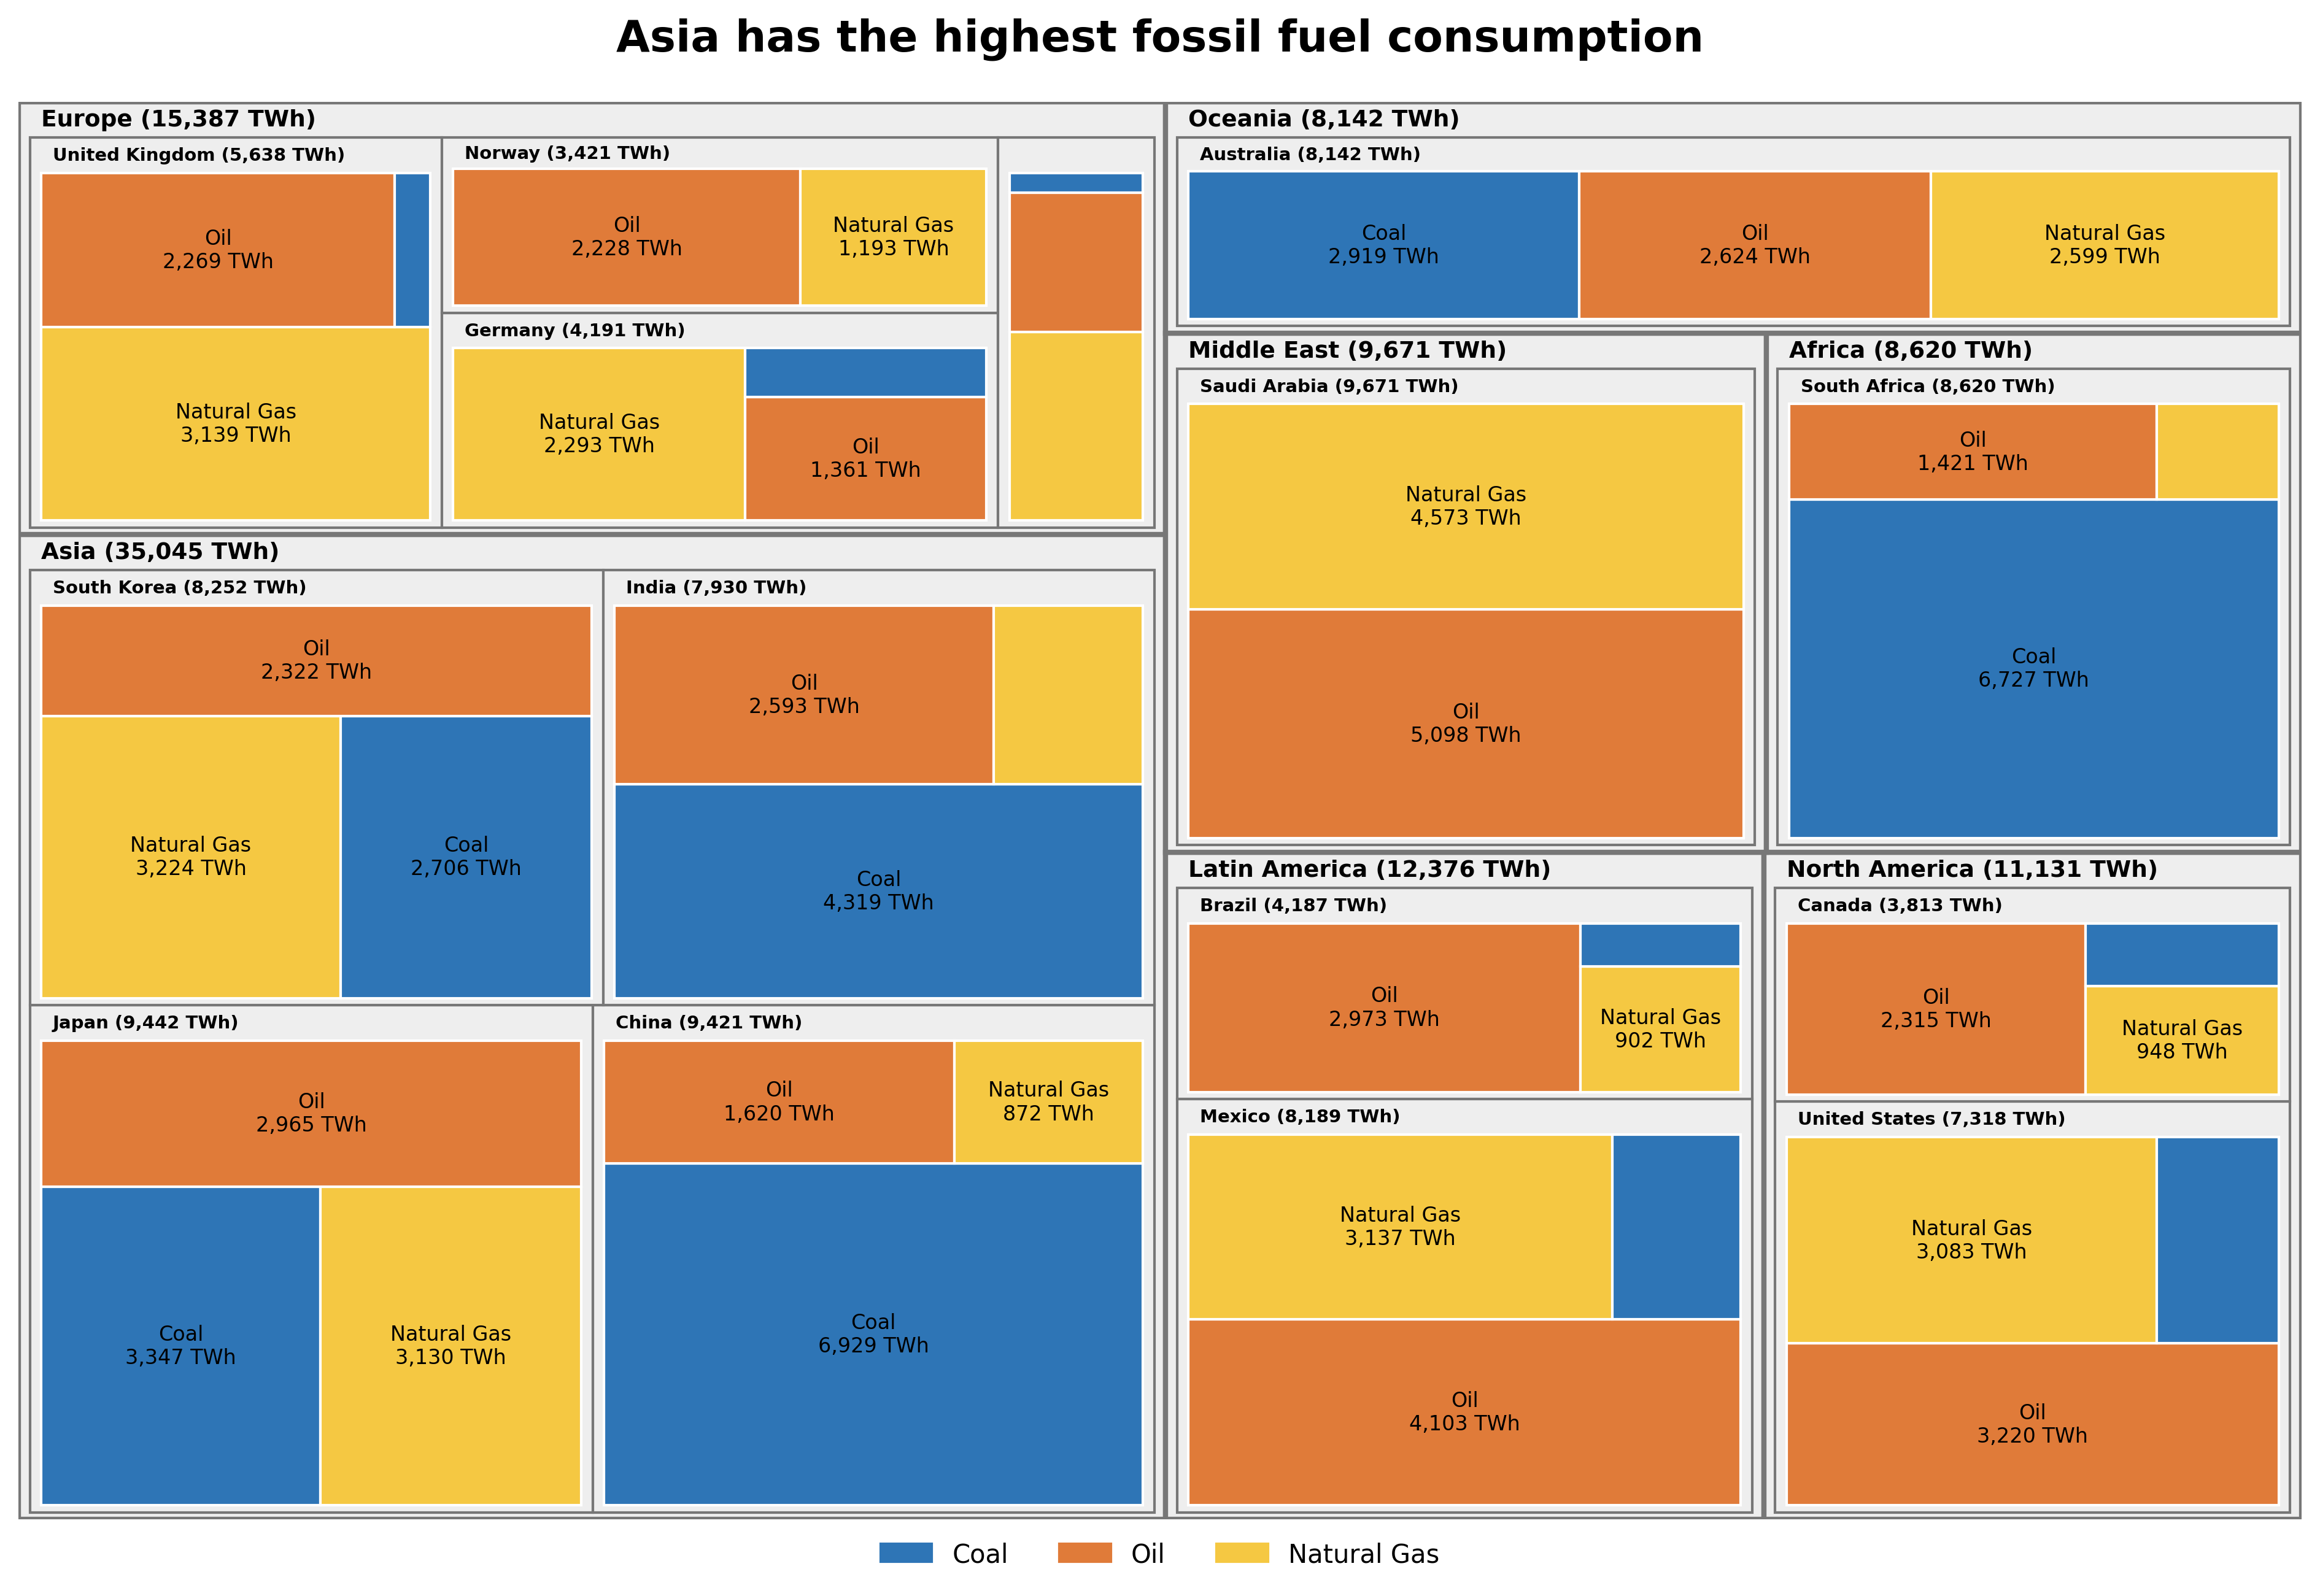 Asia has the highest fossil fuel consumption
Europe (15,387 TWh)
United Kingdom (5,638 TWh)
Oil
2,269 TWh
Natural Gas
3,139 TWh
Norway (3,421 TWh)
Oil
2,228 TWh
Natural Gas
1,193 TWh
Germany (4,191 TWh)
Natural Gas
2,293 TWh
Oil
1,361 TWh
Oceania (8,142 TWh)
Australia (8,142 TWh)
Coal
2,919 TWh
Oil
2,624 TWh
Natural Gas
2,599 TWh
Middle East (9,671 TWh)
Saudi Arabia (9,671 TWh)
Natural Gas
4,573 TWh
Oil
5,098 TWh
Africa (8,620 TWh)
South Africa (8,620 TWh)
Oil
1,421 TWh
Coal
6,727 TWh
Asia (35,045 TWh)
South Korea (8,252 TWh)
Oil
2,322 TWh
Natural Gas
3,224 TWh
Coal
2,706 TWh
India (7,930 TWh)
Oil
2,593 TWh
Coal
4,319 TWh
Japan (9,442 TWh)
Oil
2,965 TWh
Coal
3,347 TWh
Natural Gas
3,130 TWh
China (9,421 TWh)
Oil
1,620 TWh
Natural Gas
872 TWh
Coal
6,929 TWh
Latin America (12,376 TWh)
Brazil (4,187 TWh)
Oil
2,973 TWh
Natural Gas
902 TWh
Mexico (8,189 TWh)
Natural Gas
3,137 TWh
Oil
4,103 TWh
North America (11,131 TWh)
Canada (3,813 TWh)
Oil
2,315 TWh
Natural Gas
948 TWh
United States (7,318 TWh)
Natural Gas
3,083 TWh
Oil
3,220 TWh
Coal
Oil
Natural Gas